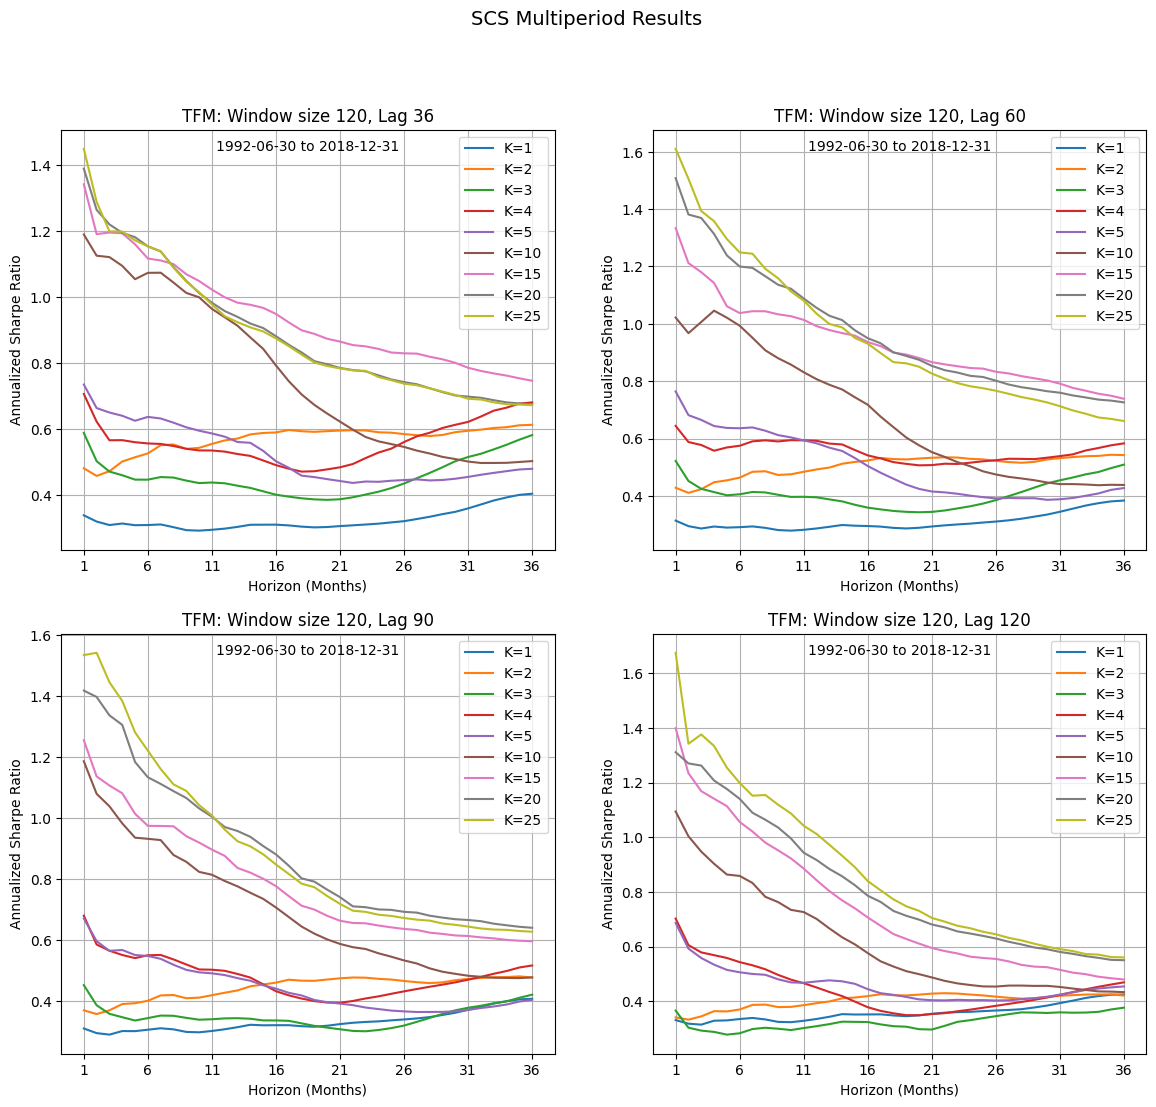 SCS Multiperiod Results
TFM: Window size 120, Lag 36
1992-06-30 to 2018-12-31
Annualized Sharpe Ratio
1.4
1.2
1.0
0.8
0.6
0.4
K=1
K=2
K=3
K=4
K=5
K=10
K=15
K=20
K=25
1 6 11 16 21 26 31 36
Horizon (Months)
TFM: Window size 120, Lag 60
1992-06-30 to 2018-12-31
Annualized Sharpe Ratio
1.6
1.4
1.2
1.0
0.8
0.6
0.4
K=1
K=2
K=3
K=4
K=5
K=10
K=15
K=20
K=25
1 6 11 16 21 26 31 36
Horizon (Months)
TFM: Window size 120, Lag 90
1992-06-30 to 2018-12-31
Annualized Sharpe Ratio
1.6
1.4
1.2
1.0
0.8
0.6
0.4
K=1
K=2
K=3
K=4
K=5
K=10
K=15
K=20
K=25
1 6 11 16 21 26 31 36
Horizon (Months)
TFM: Window size 120, Lag 120
1992-06-30 to 2018-12-31
Annualized Sharpe Ratio
1.6
1.4
1.2
1.0
0.8
0.6
0.4
K=1
K=2
K=3
K=4
K=5
K=10
K=15
K=20
K=25
1 6 11 16 21 26 31 36
Horizon (Months)